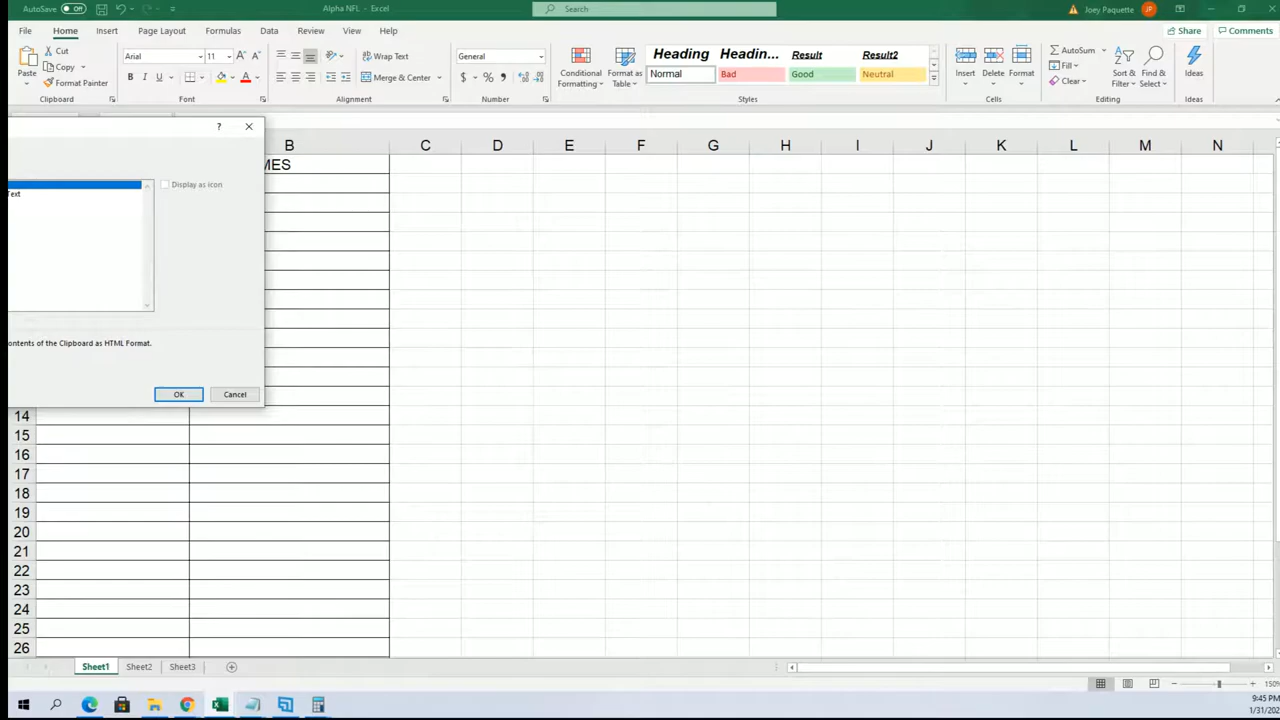 AutoSave Off Alpha NFL - Excel Search Joey Paquette JP
File Home Insert Page Layout Formulas Data Review View Help Share Comments
Paste Cut Copy Format Painter Clipboard
Arial 11 B I U Font
Wrap Text Merge & Center Alignment
General $ % Number
Conditional Formatting Format as Table Heading Headin... Result Result2 Normal Bad Good Neutral Styles
Insert Delete Format Cells
AutoSum Fill Clear Sort & Filter Find & Select Editing
Ideas Ideas
?
B C D E F G H I J K L M N
MES
Display as icon
Text
ontents of the Clipboard as HTML Format.
OK Cancel
14
15
16
17
18
19
20
21
22
23
24
25
26
Sheet1 Sheet2 Sheet3
150%
9:45 PM
1/31/202